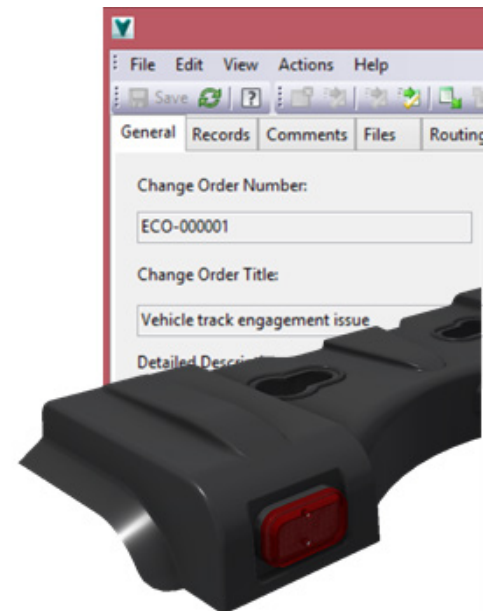 File Edit View Actions Help
Save
General Records Comments Files Routing
Change Order Number:
ECO-000001
Change Order Title:
Vehicle track engagement issue
Detailed